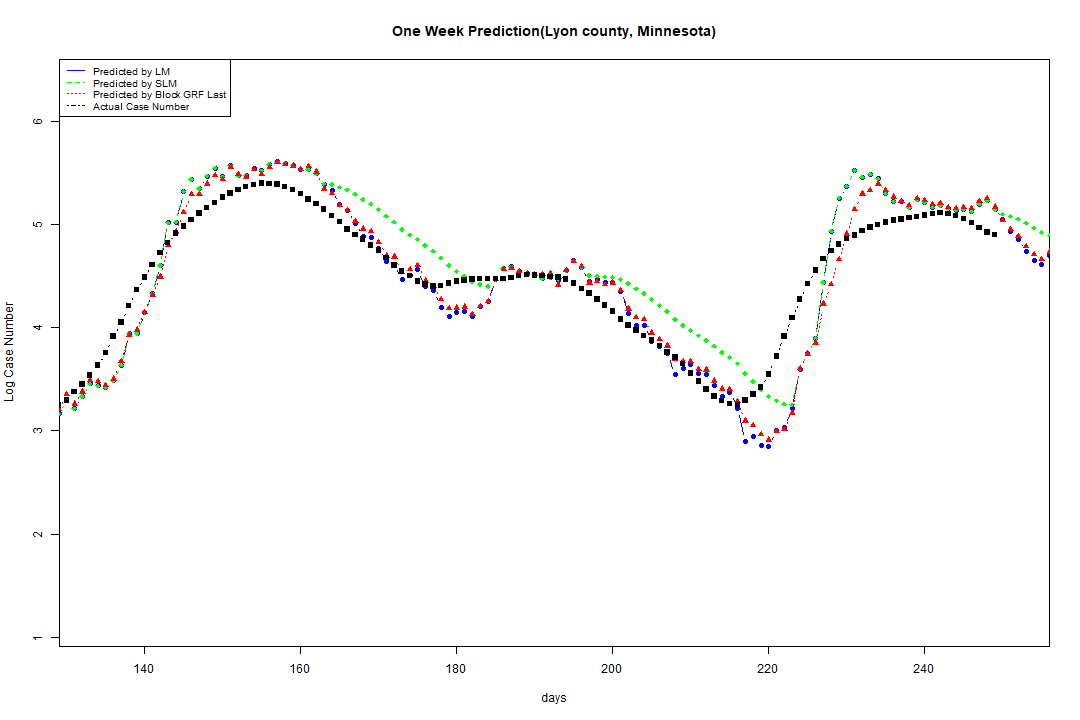 One Week Prediction(Lyon county, Minnesota)
Predicted by LM
Predicted by SLM
Predicted by Block GRF Last
Actual Case Number
6
5
4
3
2
1
Log Case Number
140 160 180 200 220 240
days